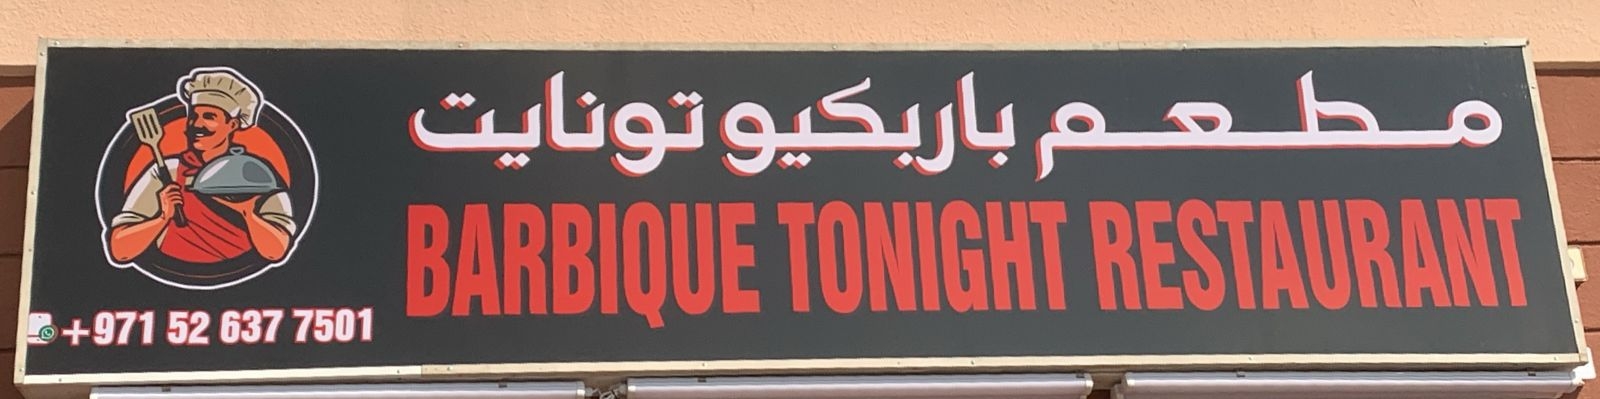 مطعم باربكيو تونايت
BARBIQUE TONIGHT RESTAURANT
+971 52 637 7501